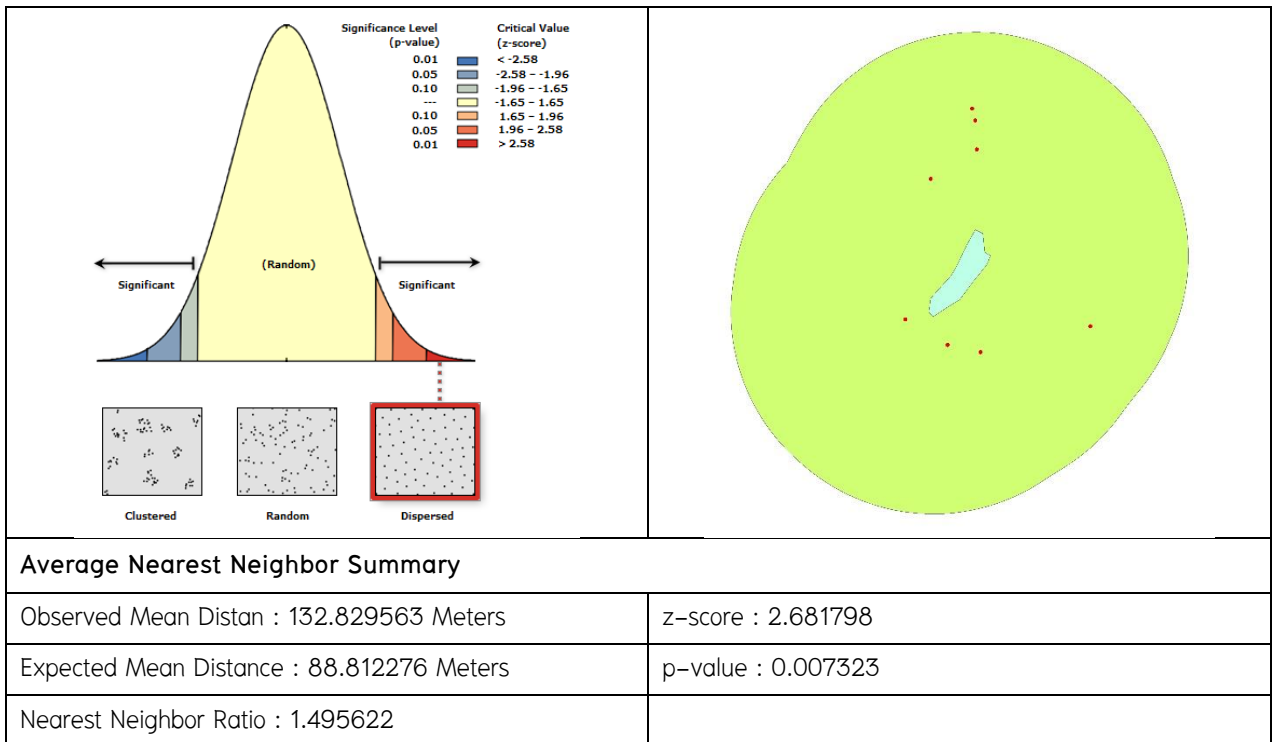 Significance Level Critical Value
(p-value) (z-score)
0.01 < -2.58
0.05 -2.58 - -1.96
0.10 -1.96 - -1.65
--- -1.65 - 1.65
0.10 1.65 - 1.96
0.05 1.96 - 2.58
0.01 > 2.58
(Random)
Significant Significant
Clustered Random Dispersed
Average Nearest Neighbor Summary
Observed Mean Distan : 132.829563 Meters z-score : 2.681798
Expected Mean Distance : 88.812276 Meters p-value : 0.007323
Nearest Neighbor Ratio : 1.495622